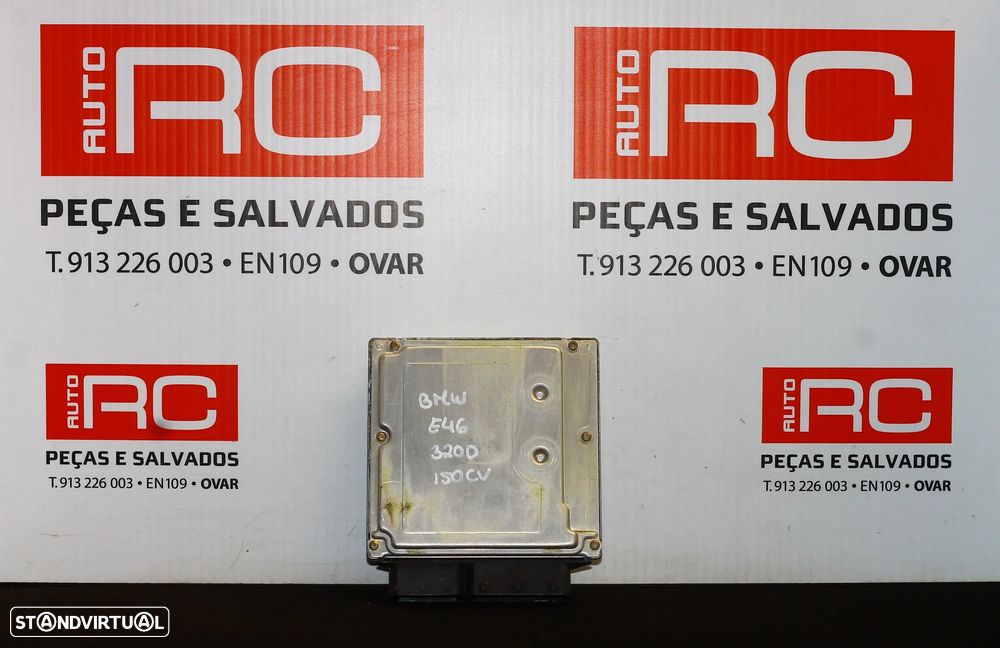 AUTO RC
PEÇAS E SALVADOS
T. 913 226 003 • EN109 • OVAR
AUTO RC
PEÇAS E SALVADOS
T. 913 226 003 • EN109 • OVAR
AUTO RC
PEÇAS E SALVADOS
T. 913 226 003 • EN109 • OVAR
BMW
E46
320D
150CV
AUTO RC
PEÇAS E SALVADOS
T. 913 226 003 • EN109 • OVAR
STANDVIRTUAL